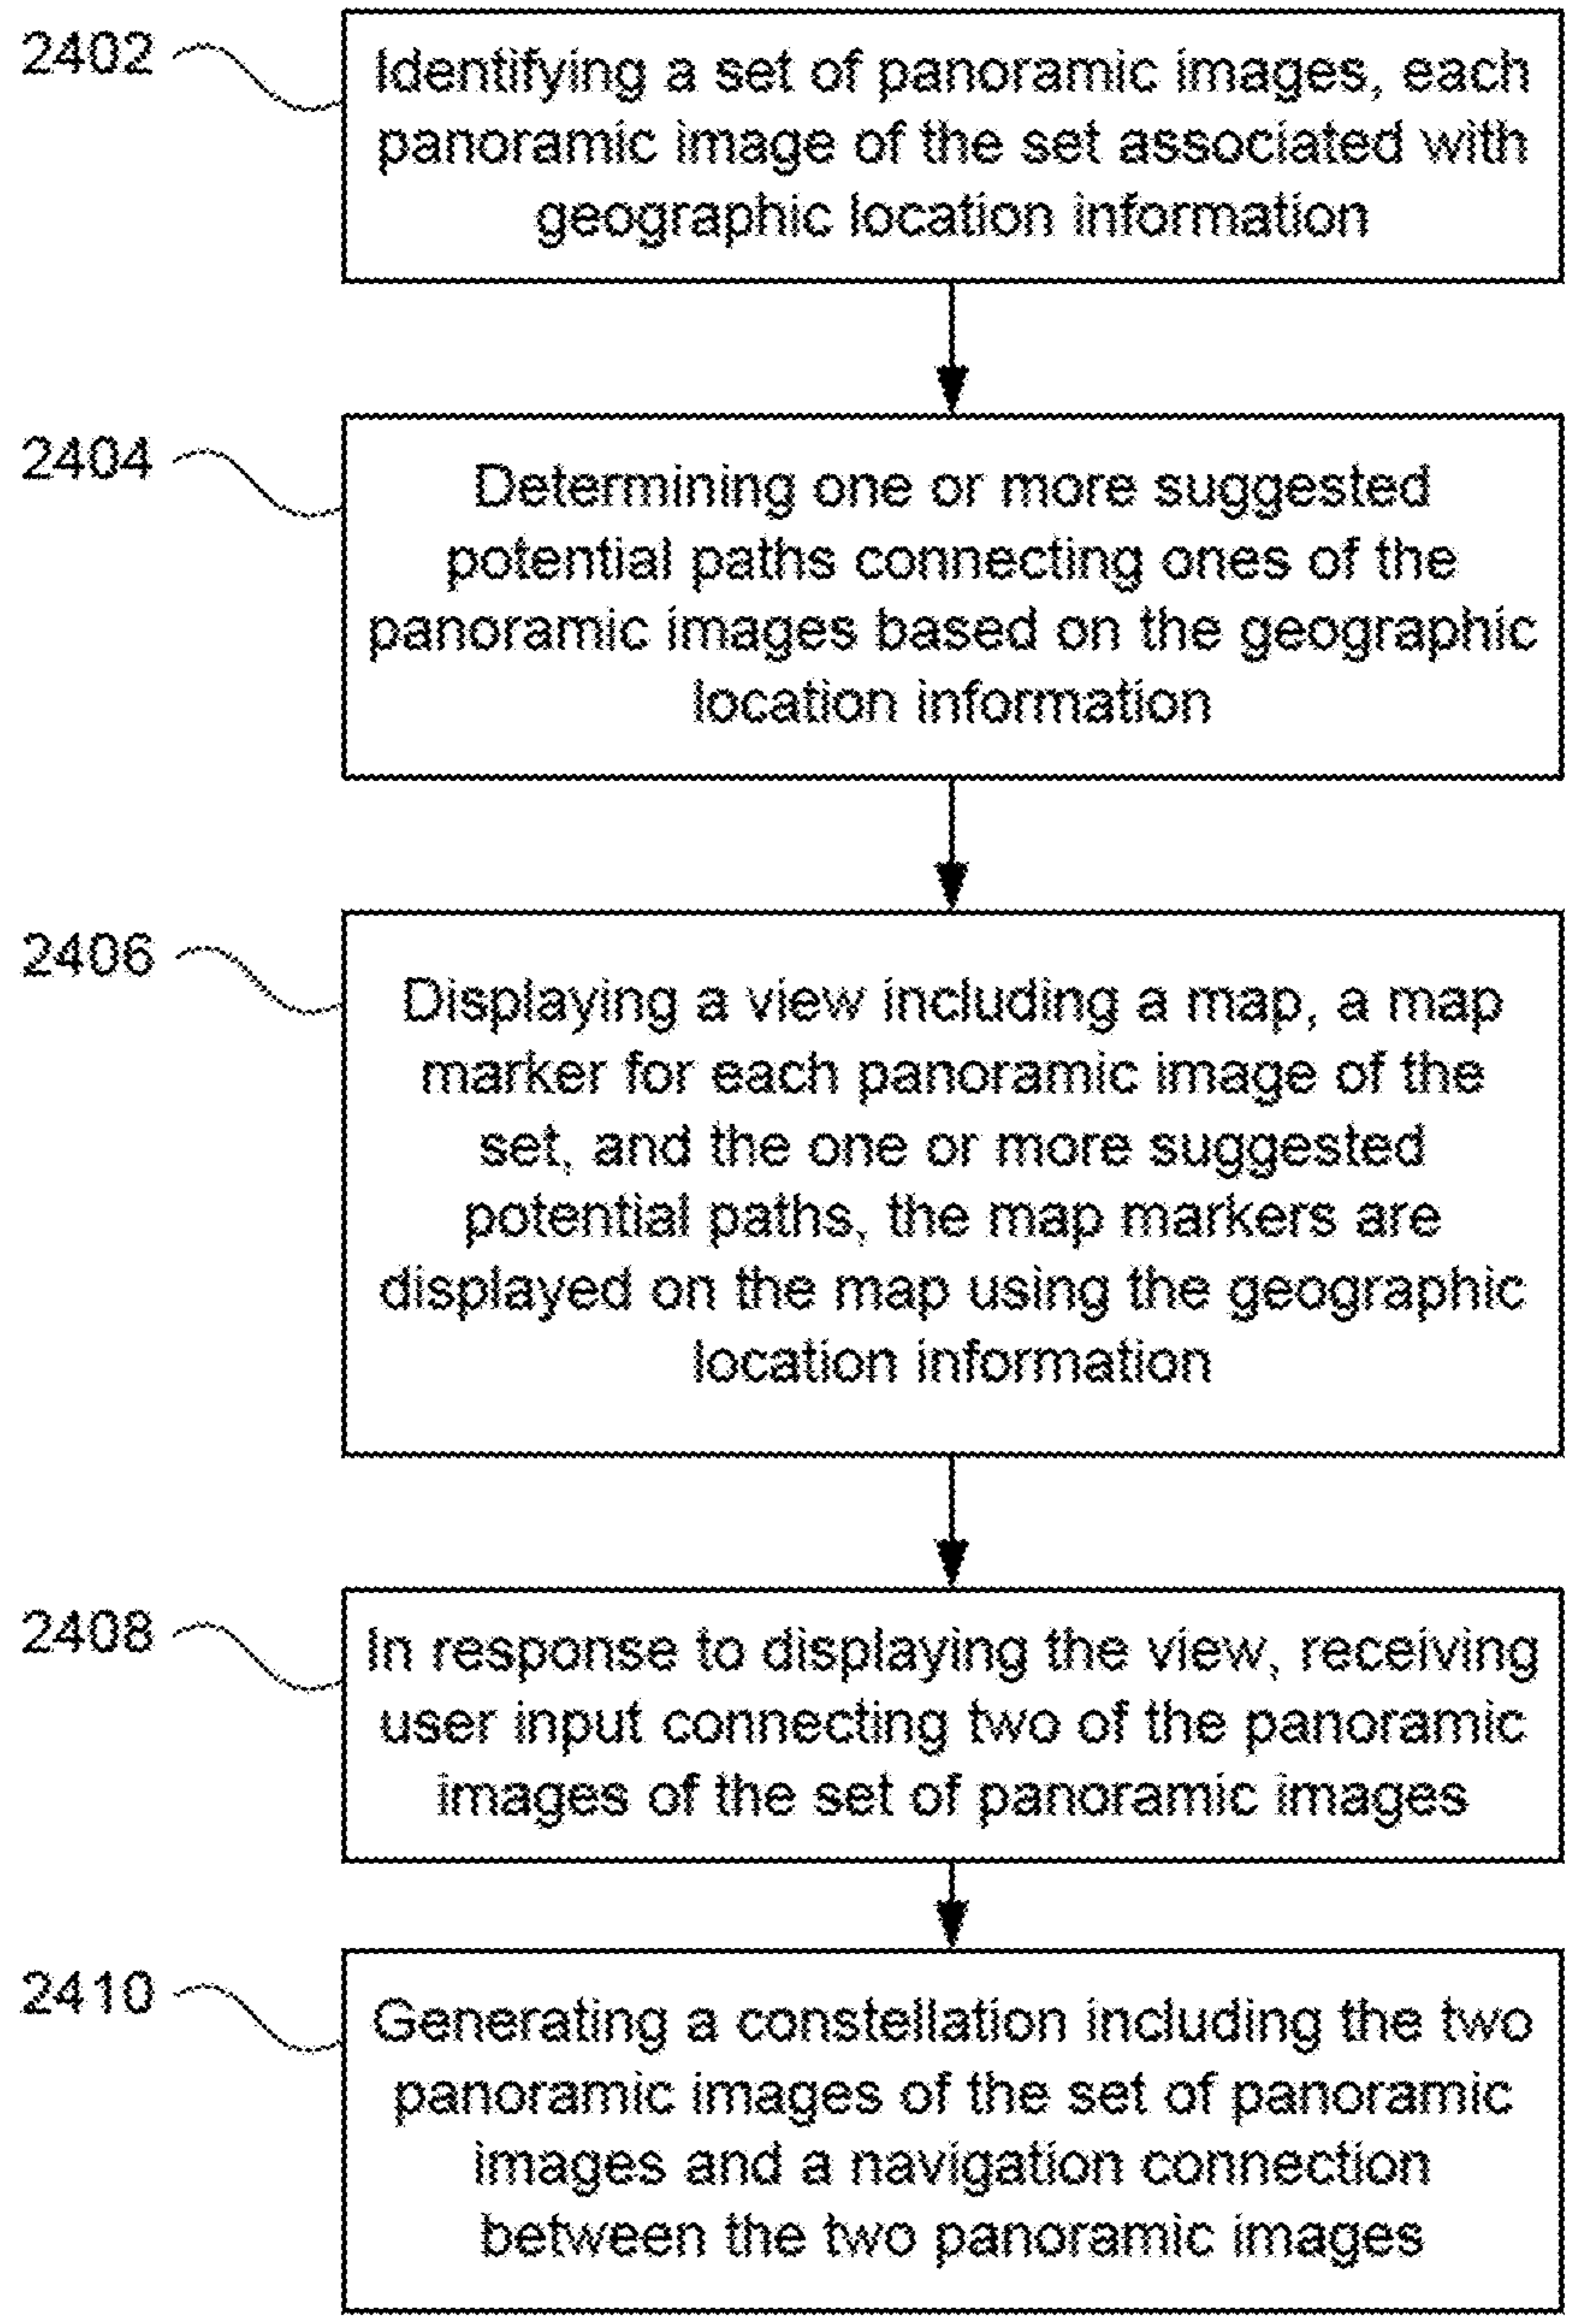 2402
Identifying a set of panoramic images, each
panoramic image of the set associated with
geographic location information
2404
Determining one or more suggested
potential paths connecting ones of the
panoramic images based on the geographic
location information
2406
Displaying a view including a map, a map
marker for each panoramic image of the
set, and the one or more suggested
potential paths, the map markers are
displayed on the map using the geographic
location information
2408
In response to displaying the view, receiving
user input connecting two of the panoramic
images of the set of panoramic images
2410
Generating a constellation including the two
panoramic images of the set of panoramic
images and a navigation connection
between the two panoramic images